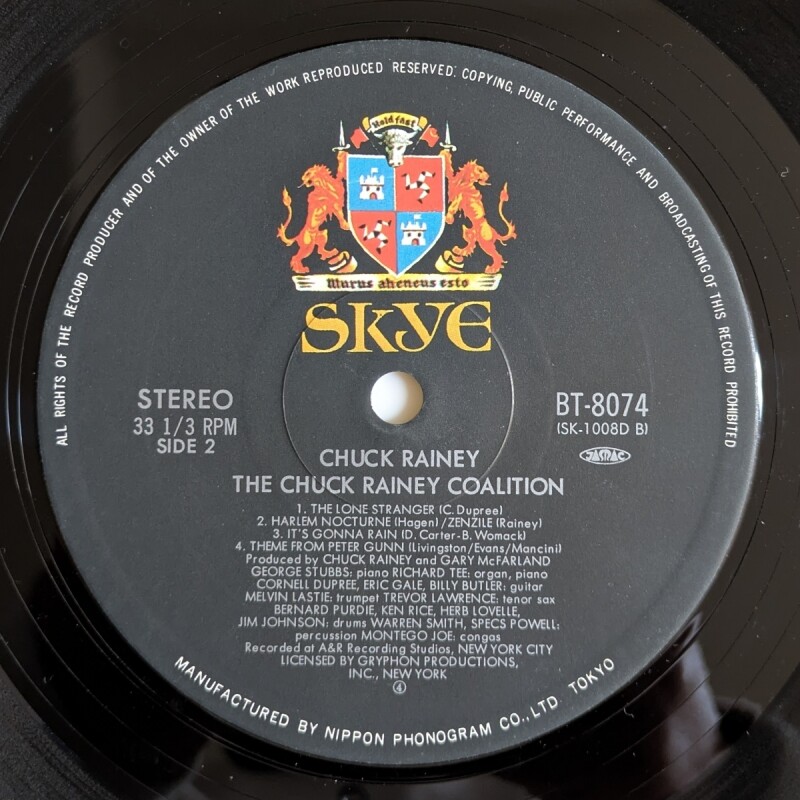 ALL RIGHTS OF THE RECORD PRODUCER AND OF THE OWNER OF THE WORK REPRODUCED RESERVED. COPYING, PUBLIC PERFORMANCE AND BROADCASTING OF THIS RECORD PROHIBITED
Hold fast
Murus aheneus esto
SKYE
STEREO
33 1/3 RPM
SIDE 2
BT-8074
(SK-1008D B)
JASRAC
CHUCK RAINEY
THE CHUCK RAINEY COALITION
1. THE LONE STRANGER (C. Dupree)
2. HARLEM NOCTURNE (Hagen) /ZENZILE (Rainey)
3. IT'S GONNA RAIN (D. Carter-B. Womack)
4. THEME FROM PETER GUNN (Livingston/Evans/Mancini)
Produced by CHUCK RAINEY and GARY McFARLAND
GEORGE STUBBS: piano RICHARD TEE: organ, piano
CORNELL DUPREE, ERIC GALE, BILLY BUTLER: guitar
MELVIN LASTIE: trumpet TREVOR LAWRENCE: tenor sax
BERNARD PURDIE, KEN RICE, HERB LOVELLE,
JIM JOHNSON: drums WARREN SMITH, SPECS POWELL:
percussion MONTEGO JOE: congas
Recorded at A&R Recording Studios, NEW YORK CITY
LICENSED BY GRYPHON PRODUCTIONS,
INC., NEW YORK
④
MANUFACTURED BY NIPPON PHONOGRAM CO., LTD. TOKYO